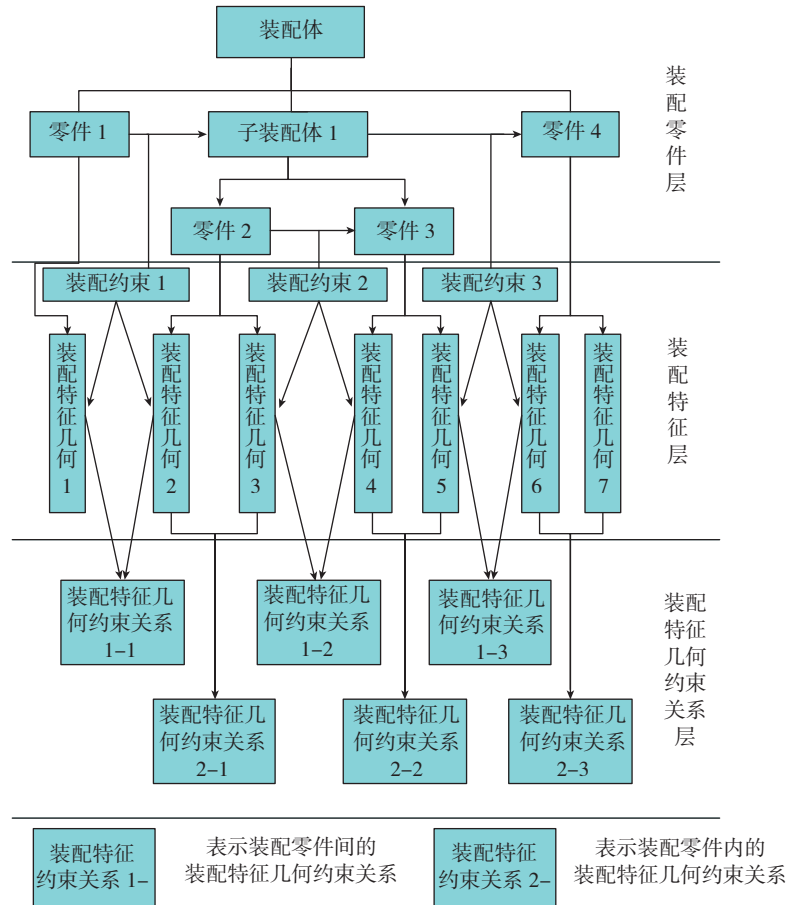 装配体
零件 1
子装配体 1
零件 4
零件 2
零件 3
装配零件层
装配约束 1
装配约束 2
装配约束 3
装配特征几何 1
装配特征几何 2
装配特征几何 3
装配特征几何 4
装配特征几何 5
装配特征几何 6
装配特征几何 7
装配特征层
装配特征几
何约束关系
1-1
装配特征几
何约束关系
1-2
装配特征几
何约束关系
1-3
装配特征几
何约束关系
2-1
装配特征几
何约束关系
2-2
装配特征几
何约束关系
2-3
装配
特征
几何
约束
关系
层
装配特征
约束关系 1-
表示装配零件间的
装配特征几何约束关系
装配特征
约束关系 2-
表示装配零件内的
装配特征几何约束关系